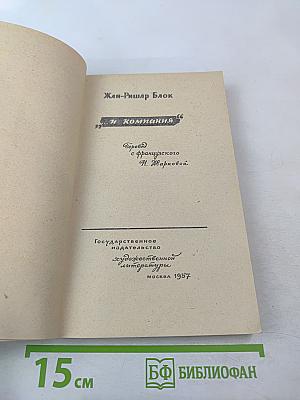 Жан-Ришар Блок
„...и компания“
Перевод
с французского
Н. Жарковой
Государственное
издательство
художественной
литературы
москва 1957
15 см
БФ БИБЛИОФАН